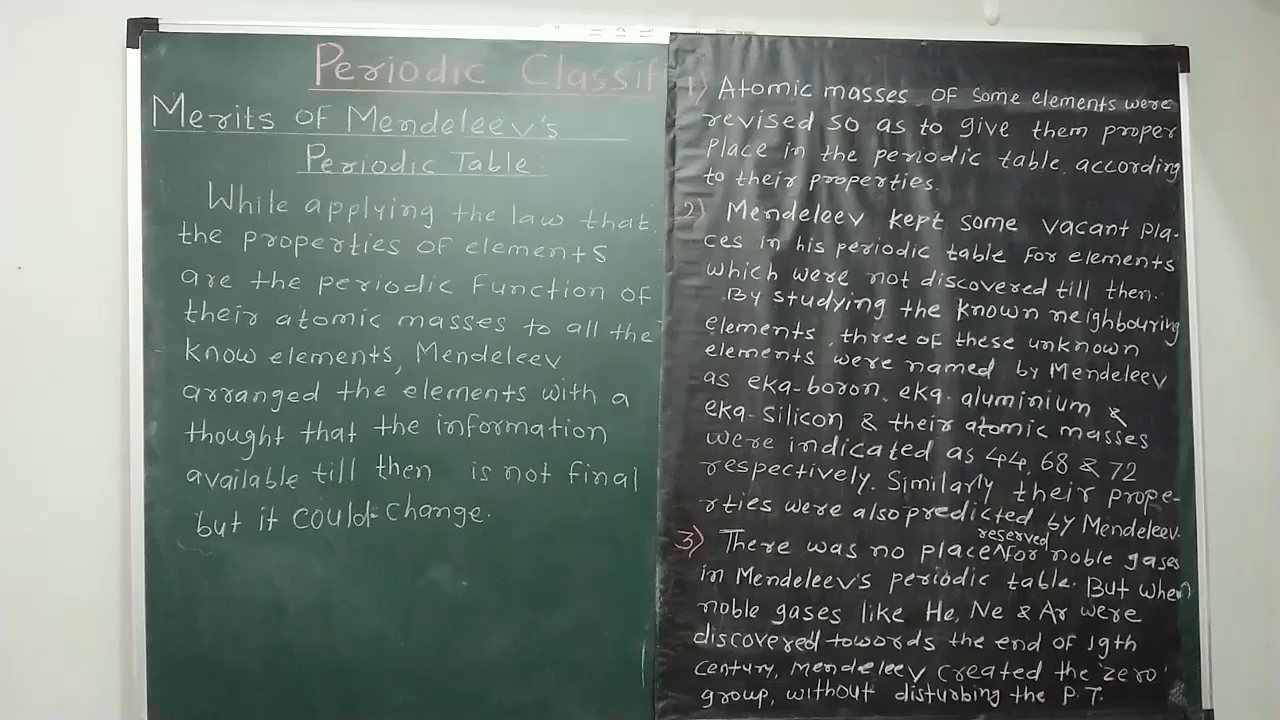 Periodic Classif
Merits of Mendeleev's
Periodic Table:
While applying the law that
the properties of elements
are the periodic function of
their atomic masses to all the
know elements, Mendeleev
arranged the elements with a
thought that the information
available till then is not final
but it could change.
1) Atomic masses of some elements were
revised so as to give them proper
place in the periodic table according
to their properties.
2) Mendeleev kept some vacant pla-
ces in his periodic table for elements
which were not discovered till then.
By studying the known neighbouring
elements, three of these unknown
elements were named by Mendeleev
as eka-boron, eka-aluminium &
eka-silicon & their atomic masses
were indicated as 44, 68 & 72
respectively. Similarly their prope-
rties were also predicted by Mendeleev.
3) There was no place reserved for noble gases
in Mendeleev's periodic table. But when
noble gases like He, Ne & Ar were
discovered towords the end of 19th
century, Mendeleev created the 'zero'
group, without disturbing the P.T.